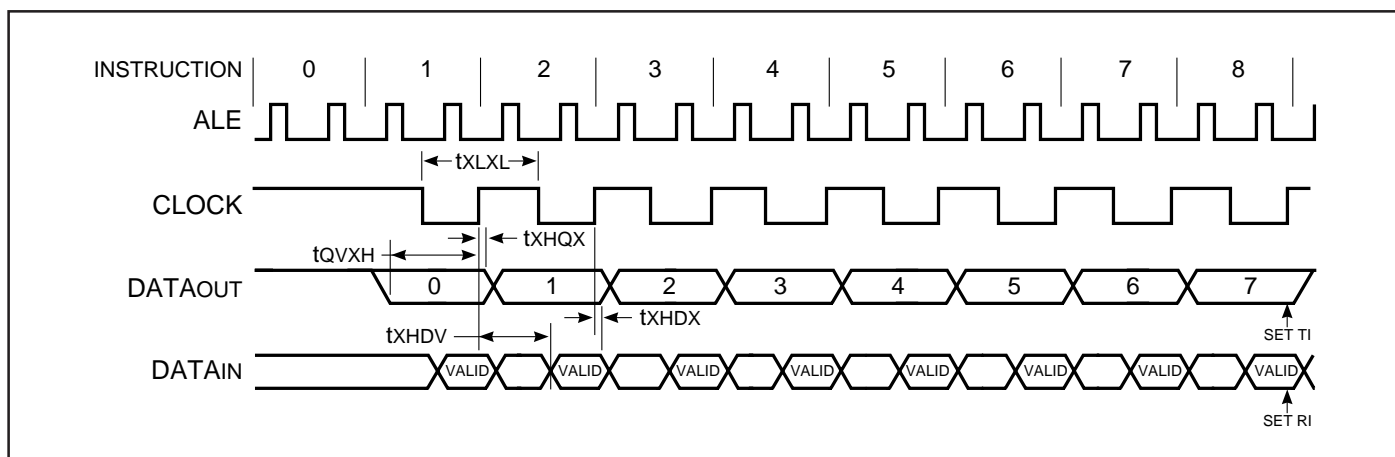 INSTRUCTION 0 1 2 3 4 5 6 7 8
ALE
tXLXL
CLOCK
tQVXH tXHQX
DATAOUT 0 1 2 3 4 5 6 7
tXHDV tXHDX
SET TI
DATAIN VALID VALID VALID VALID VALID VALID VALID VALID
SET RI